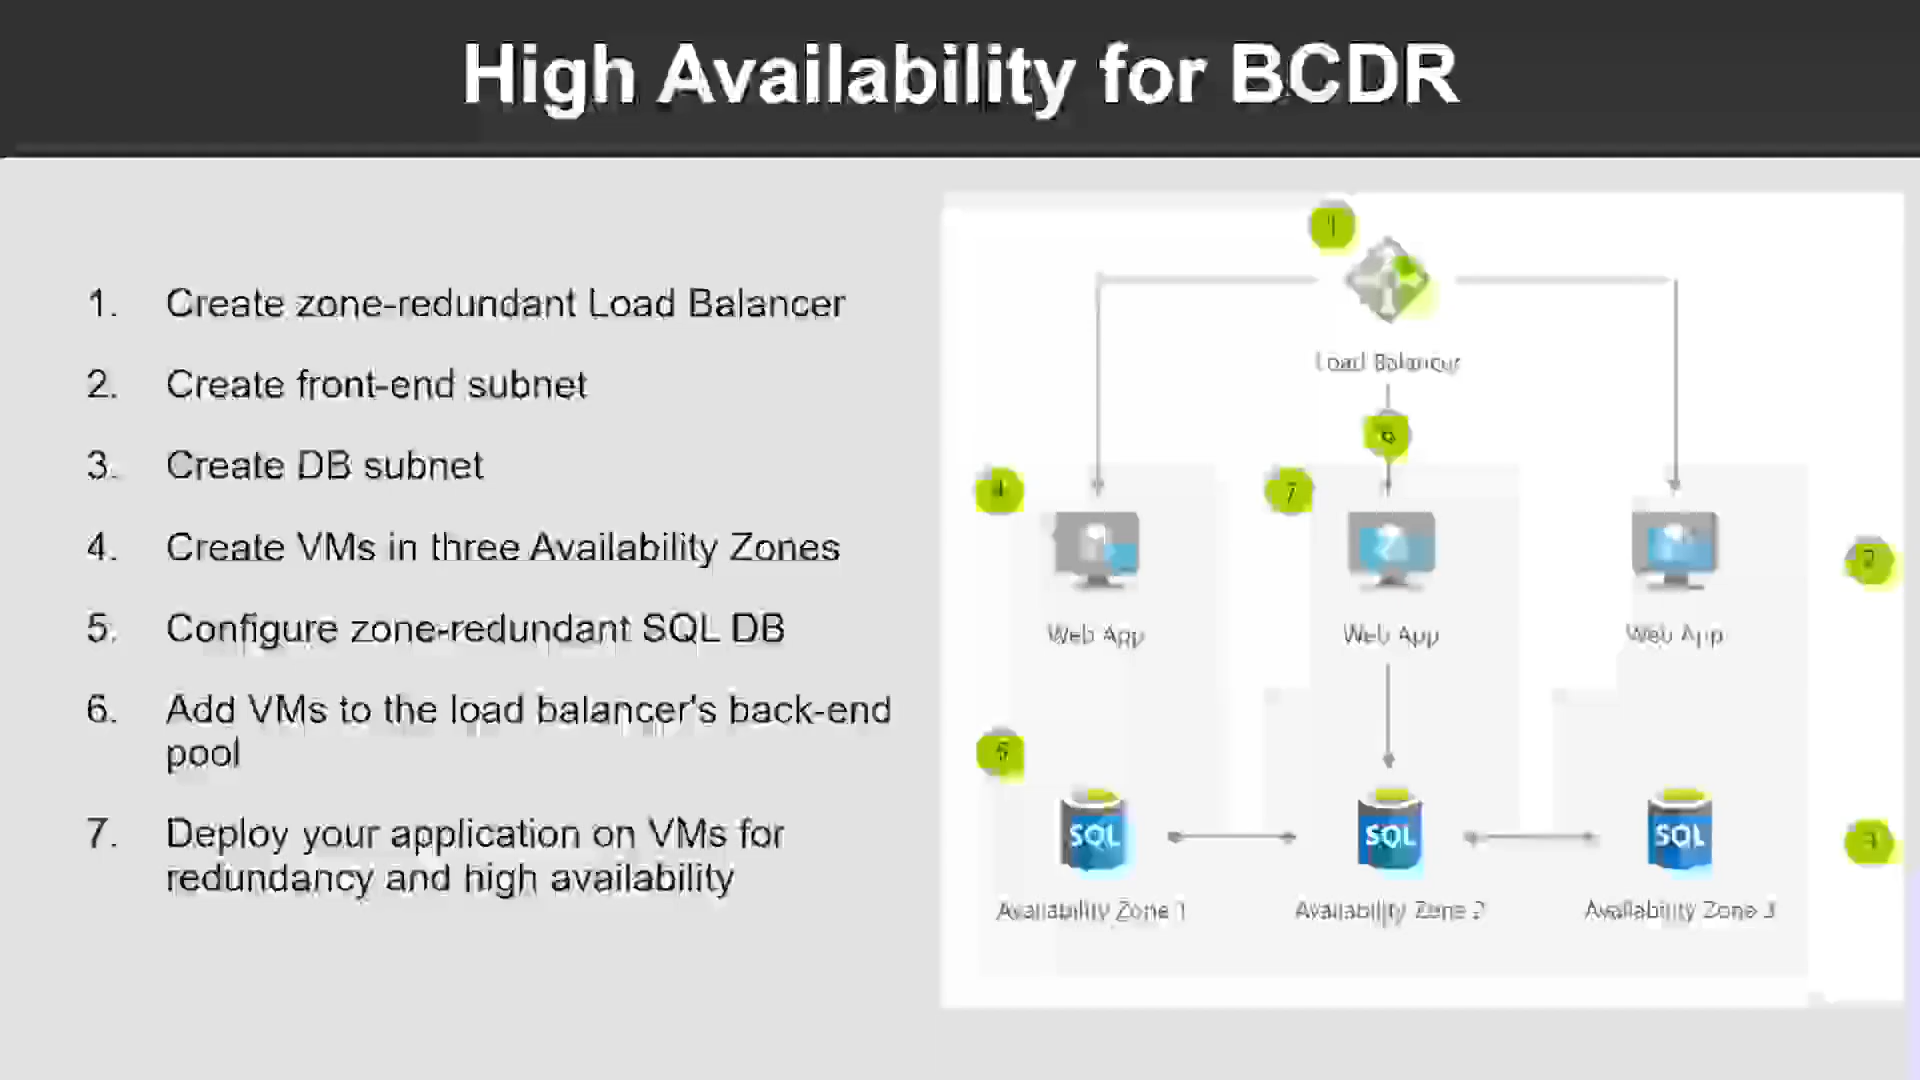 High Availability for BCDR
1. Create zone-redundant Load Balancer
2. Create front-end subnet
3. Create DB subnet
4. Create VMs in three Availability Zones
5. Configure zone-redundant SQL DB
6. Add VMs to the load balancer's back-end
pool
7. Deploy your application on VMs for
redundancy and high availability
1
Load Balancer
6
4
7
Web App
Web App
Web App
5
SQL
SQL
SQL
Availability Zone 1
Availability Zone 2
Availability Zone 3